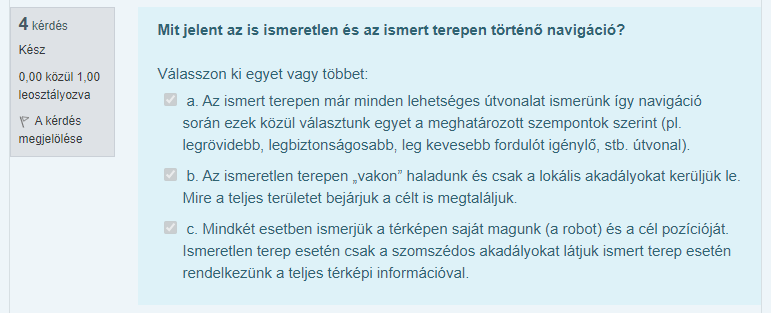 4 kérdés
Kész
0,00 közül 1,00
leosztályozva
A kérdés
megjelölése
Mit jelent az is ismeretlen és az ismert terepen történő navigáció?
Válasszon ki egyet vagy többet:
a. Az ismert terepen már minden lehetséges útvonalat ismerünk így navigáció
során ezek közül választunk egyet a meghatározott szempontok szerint (pl.
legrövidebb, legbiztonságosabb, leg kevesebb fordulót igénylő, stb. útvonal).
b. Az ismeretlen terepen „vakon” haladunk és csak a lokális akadályokat kerüljük le.
Mire a teljes területet bejárjuk a célt is megtaláljuk.
c. Mindkét esetben ismerjük a térképen saját magunk (a robot) és a cél pozícióját.
Ismeretlen terep esetén csak a szomszédos akadályokat látjuk ismert terep esetén
rendelkezünk a teljes térképi információval.